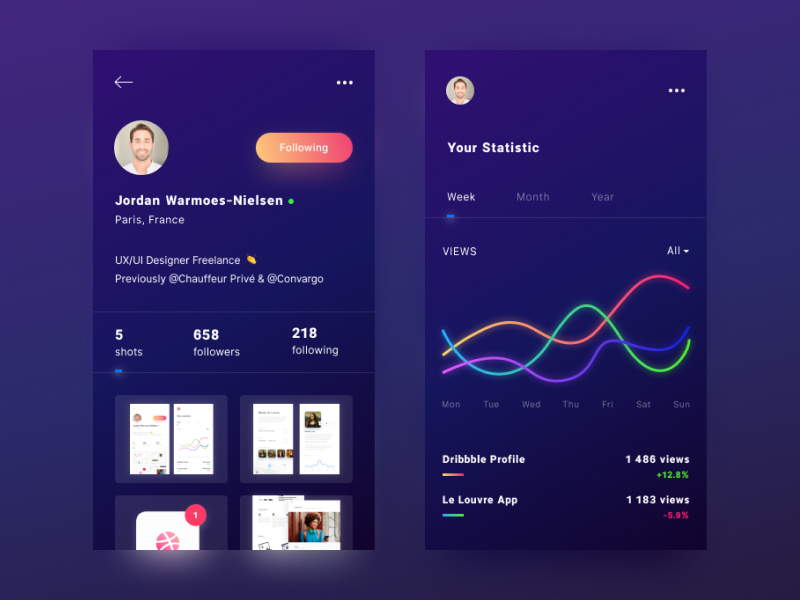 Following
Jordan Warmoes-Nielsen
Paris, France
UX/UI Designer Freelance
Previously @Chauffeur Privé & @Convargo
5
shots
658
followers
218
following
1
Your Statistic
Week Month Year
VIEWS All
Mon Tue Wed Thu Fri Sat Sun
Dribbble Profile 1 486 views
+12.8%
Le Louvre App 1 183 views
-5.9%